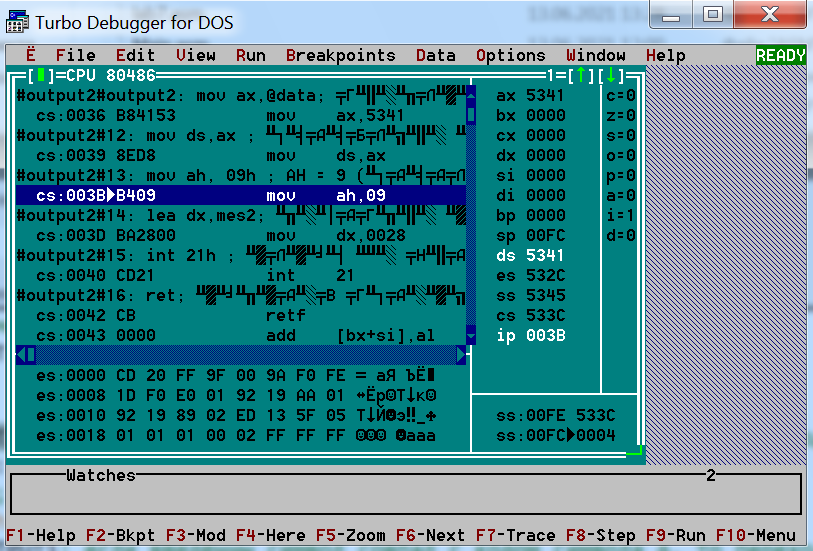 Turbo Debugger for DOS
Ë File Edit View Run Breakpoints Data Options Window Help READY
[■]=CPU 80486 1=[↑][↓]
#output2#output2: mov ax,@data;
cs:0036 B84153 mov ax,5341
#output2#12: mov ds,ax ;
cs:0039 8ED8 mov ds,ax
#output2#13: mov ah, 09h ; AH = 9 (
cs:003B►B409 mov ah,09
#output2#14: lea dx,mes2;
cs:003D BA2800 mov dx,0028
#output2#15: int 21h ;
cs:0040 CD21 int 21
#output2#16: ret;
cs:0042 CB retf
cs:0043 0000 add [bx+si],al
ax 5341 c=0
bx 0000 z=0
cx 0000 s=0
dx 0000 o=0
si 0000 p=0
di 0000 a=0
bp 0000 i=1
sp 00FC d=0
ds 5341
es 532C
ss 5345
cs 533C
ip 003B
es:0000 CD 20 FF 9F 00 9A F0 FE = аЯ ЪЁ■
es:0008 1D F0 E0 01 92 19 AA 01
es:0010 92 19 89 02 ED 13 5F 05
es:0018 01 01 01 00 02 FF FF FF
ss:00FE 533C
ss:00FC►0004
Watches 2
F1-Help F2-Bkpt F3-Mod F4-Here F5-Zoom F6-Next F7-Trace F8-Step F9-Run F10-Menu